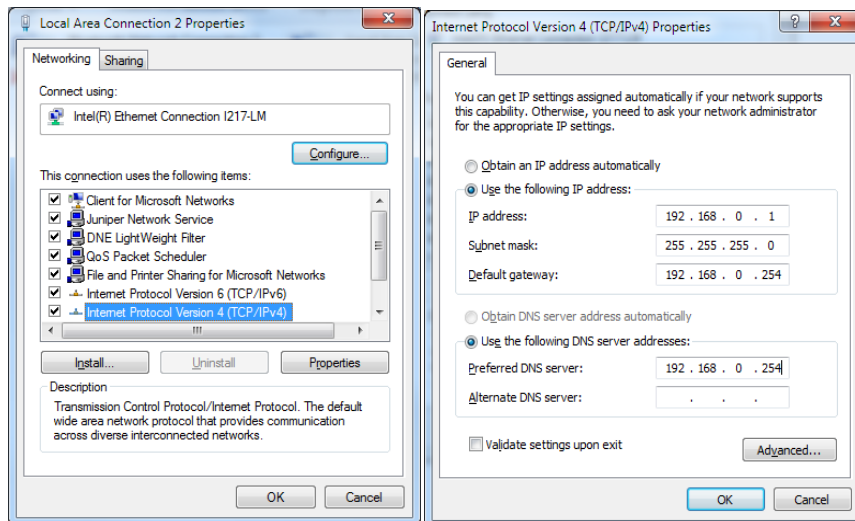 Local Area Connection 2 Properties
Networking
Sharing
Connect using:
Intel(R) Ethernet Connection I217-LM
Configure...
This connection uses the following items:
Client for Microsoft Networks
Juniper Network Service
DNE LightWeight Filter
QoS Packet Scheduler
File and Printer Sharing for Microsoft Networks
Internet Protocol Version 6 (TCP/IPv6)
Internet Protocol Version 4 (TCP/IPv4)
Install...
Uninstall
Properties
Description
Transmission Control Protocol/Internet Protocol. The default
wide area network protocol that provides communication
across diverse interconnected networks.
OK
Cancel
Internet Protocol Version 4 (TCP/IPv4) Properties
General
You can get IP settings assigned automatically if your network supports
this capability. Otherwise, you need to ask your network administrator
for the appropriate IP settings.
Obtain an IP address automatically
Use the following IP address:
IP address: 192 . 168 . 0 . 1
Subnet mask: 255 . 255 . 255 . 0
Default gateway: 192 . 168 . 0 . 254
Obtain DNS server address automatically
Use the following DNS server addresses:
Preferred DNS server: 192 . 168 . 0 . 254
Alternate DNS server: . . .
Validate settings upon exit
Advanced...
OK
Cancel